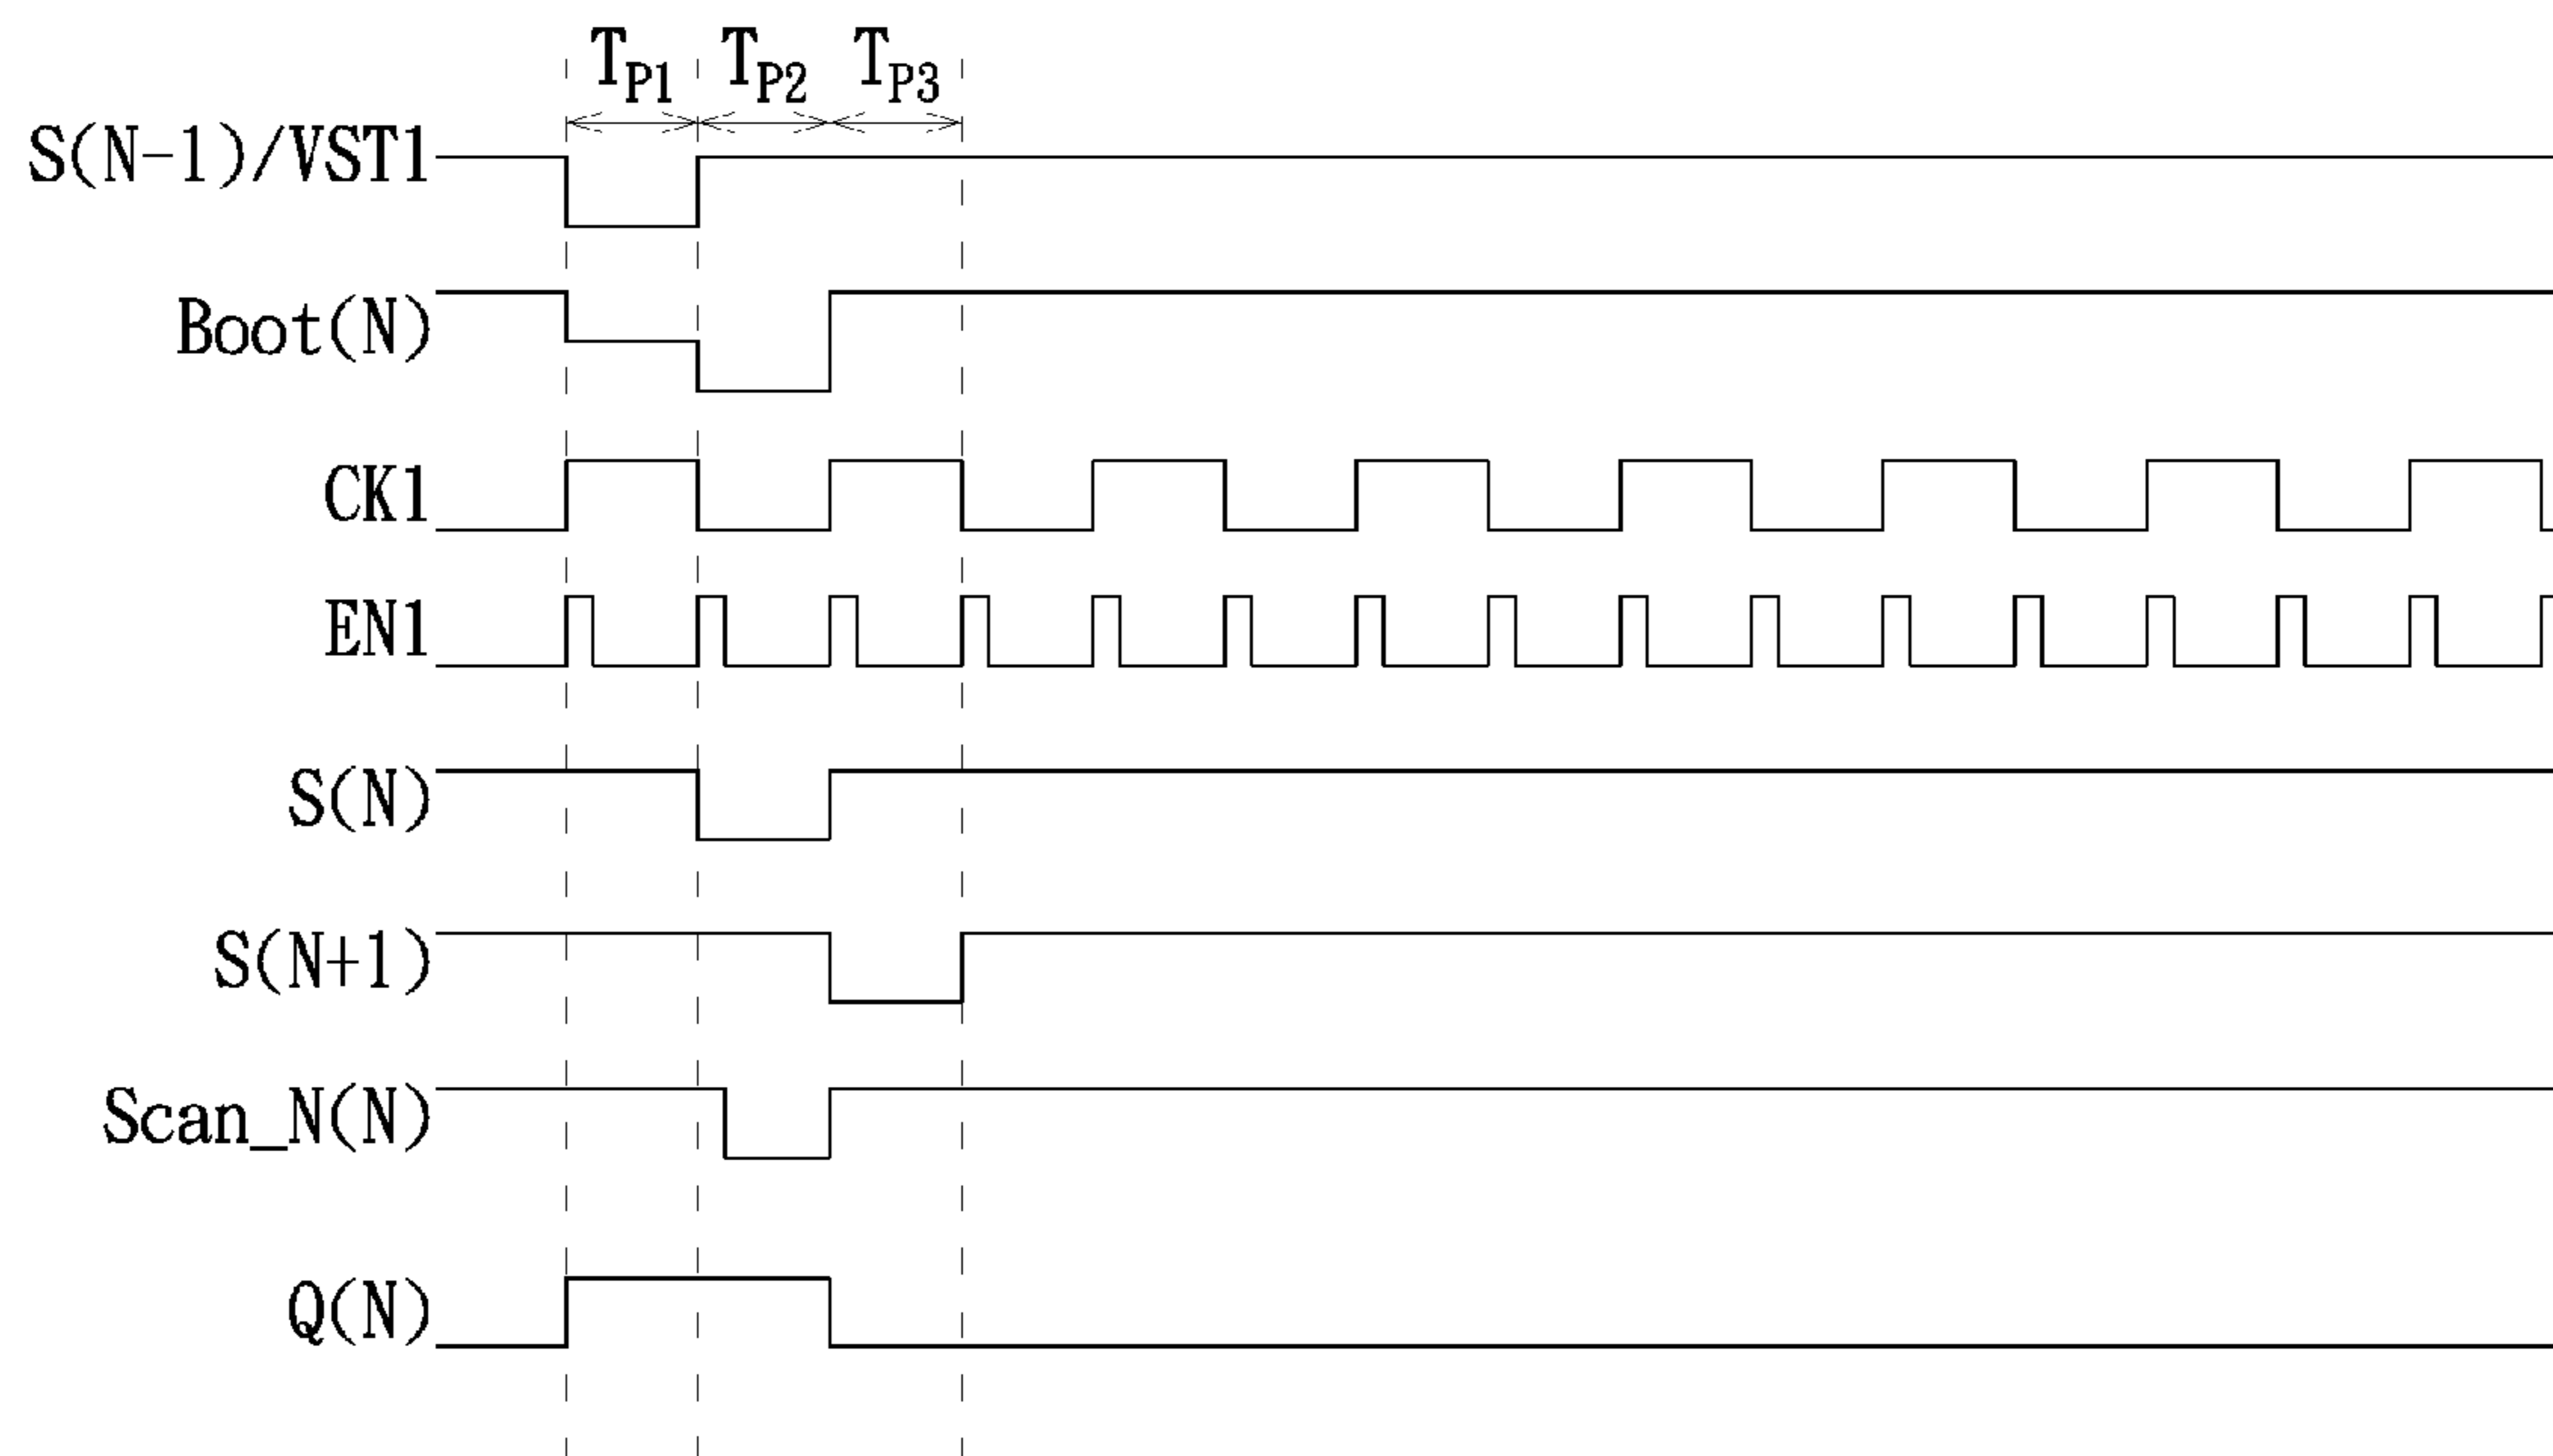 T_P1 T_P2 T_P3
S(N-1)/VST1
Boot(N)
CK1
EN1
S(N)
S(N+1)
Scan_N(N)
Q(N)